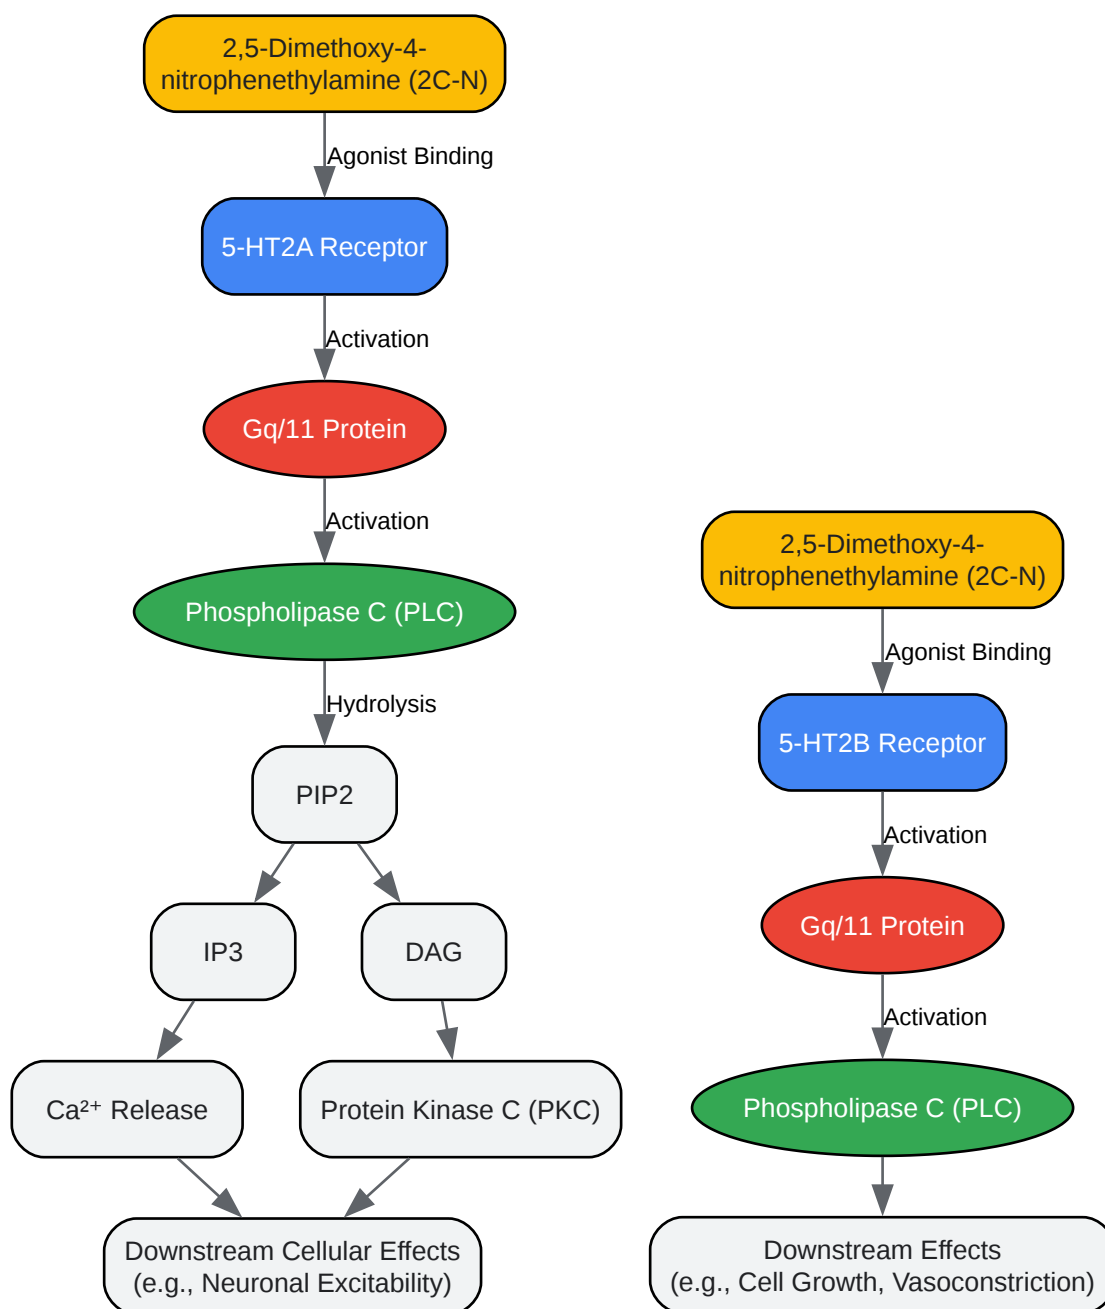 2,5-Dimethoxy-4-
nitrophenethylamine (2C-N)
Agonist Binding
5-HT2A Receptor
Activation
Gq/11 Protein
Activation
Phospholipase C (PLC)
Hydrolysis
PIP2
IP3
DAG
Ca²⁺ Release
Protein Kinase C (PKC)
Downstream Cellular Effects
(e.g., Neuronal Excitability)
2,5-Dimethoxy-4-
nitrophenethylamine (2C-N)
Agonist Binding
5-HT2B Receptor
Activation
Gq/11 Protein
Activation
Phospholipase C (PLC)
Downstream Effects
(e.g., Cell Growth, Vasoconstriction)